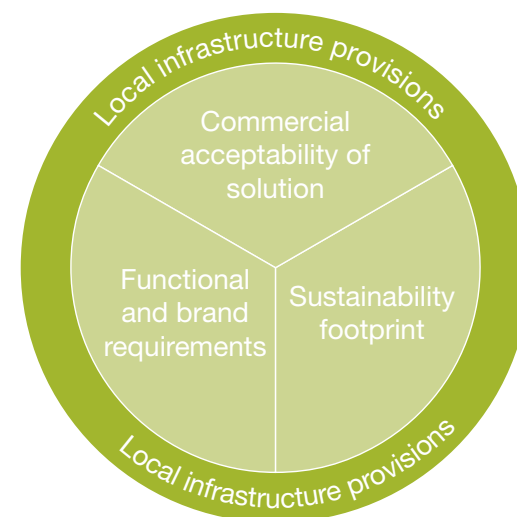 Local infrastructure provisions
Commercial
acceptability of
solution
Functional
and brand
requirements
Sustainability
footprint
Local infrastructure provisions